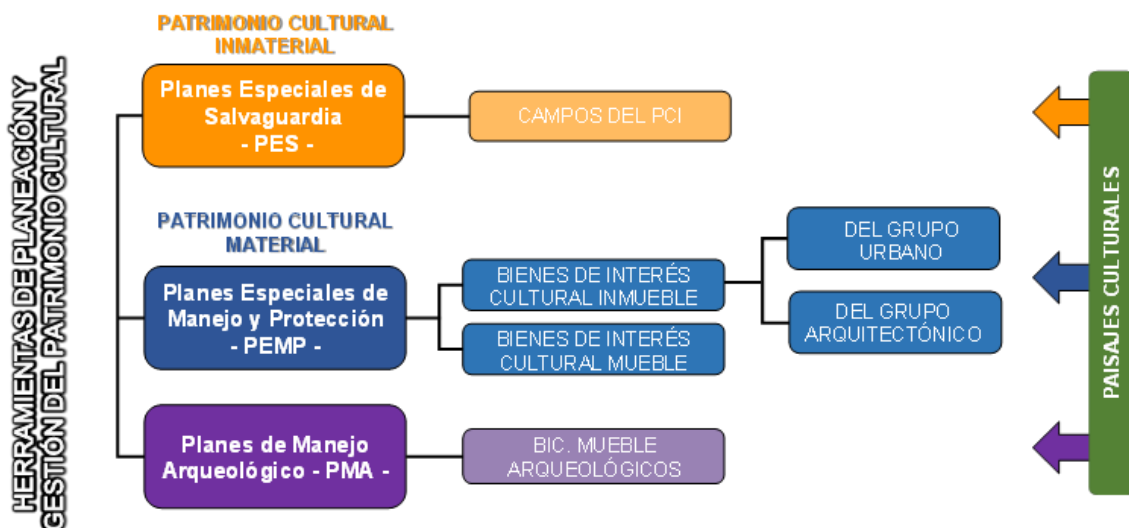 HERRAMIENTAS DE PLANEACIÓN Y
GESTIÓN DEL PATRIMONIO CULTURAL
PATRIMONIO CULTURAL
INMATERIAL
Planes Especiales de
Salvaguardia
- PES -
CAMPOS DEL PCI
PATRIMONIO CULTURAL
MATERIAL
Planes Especiales de
Manejo y Protección
- PEMP -
BIENES DE INTERÉS
CULTURAL INMUEBLE
BIENES DE INTERÉS
CULTURAL MUEBLE
DEL GRUPO
URBANO
DEL GRUPO
ARQUITECTÓNICO
Planes de Manejo
Arqueológico - PMA -
BIC. MUEBLE
ARQUEOLÓGICOS
PAISAJES CULTURALES